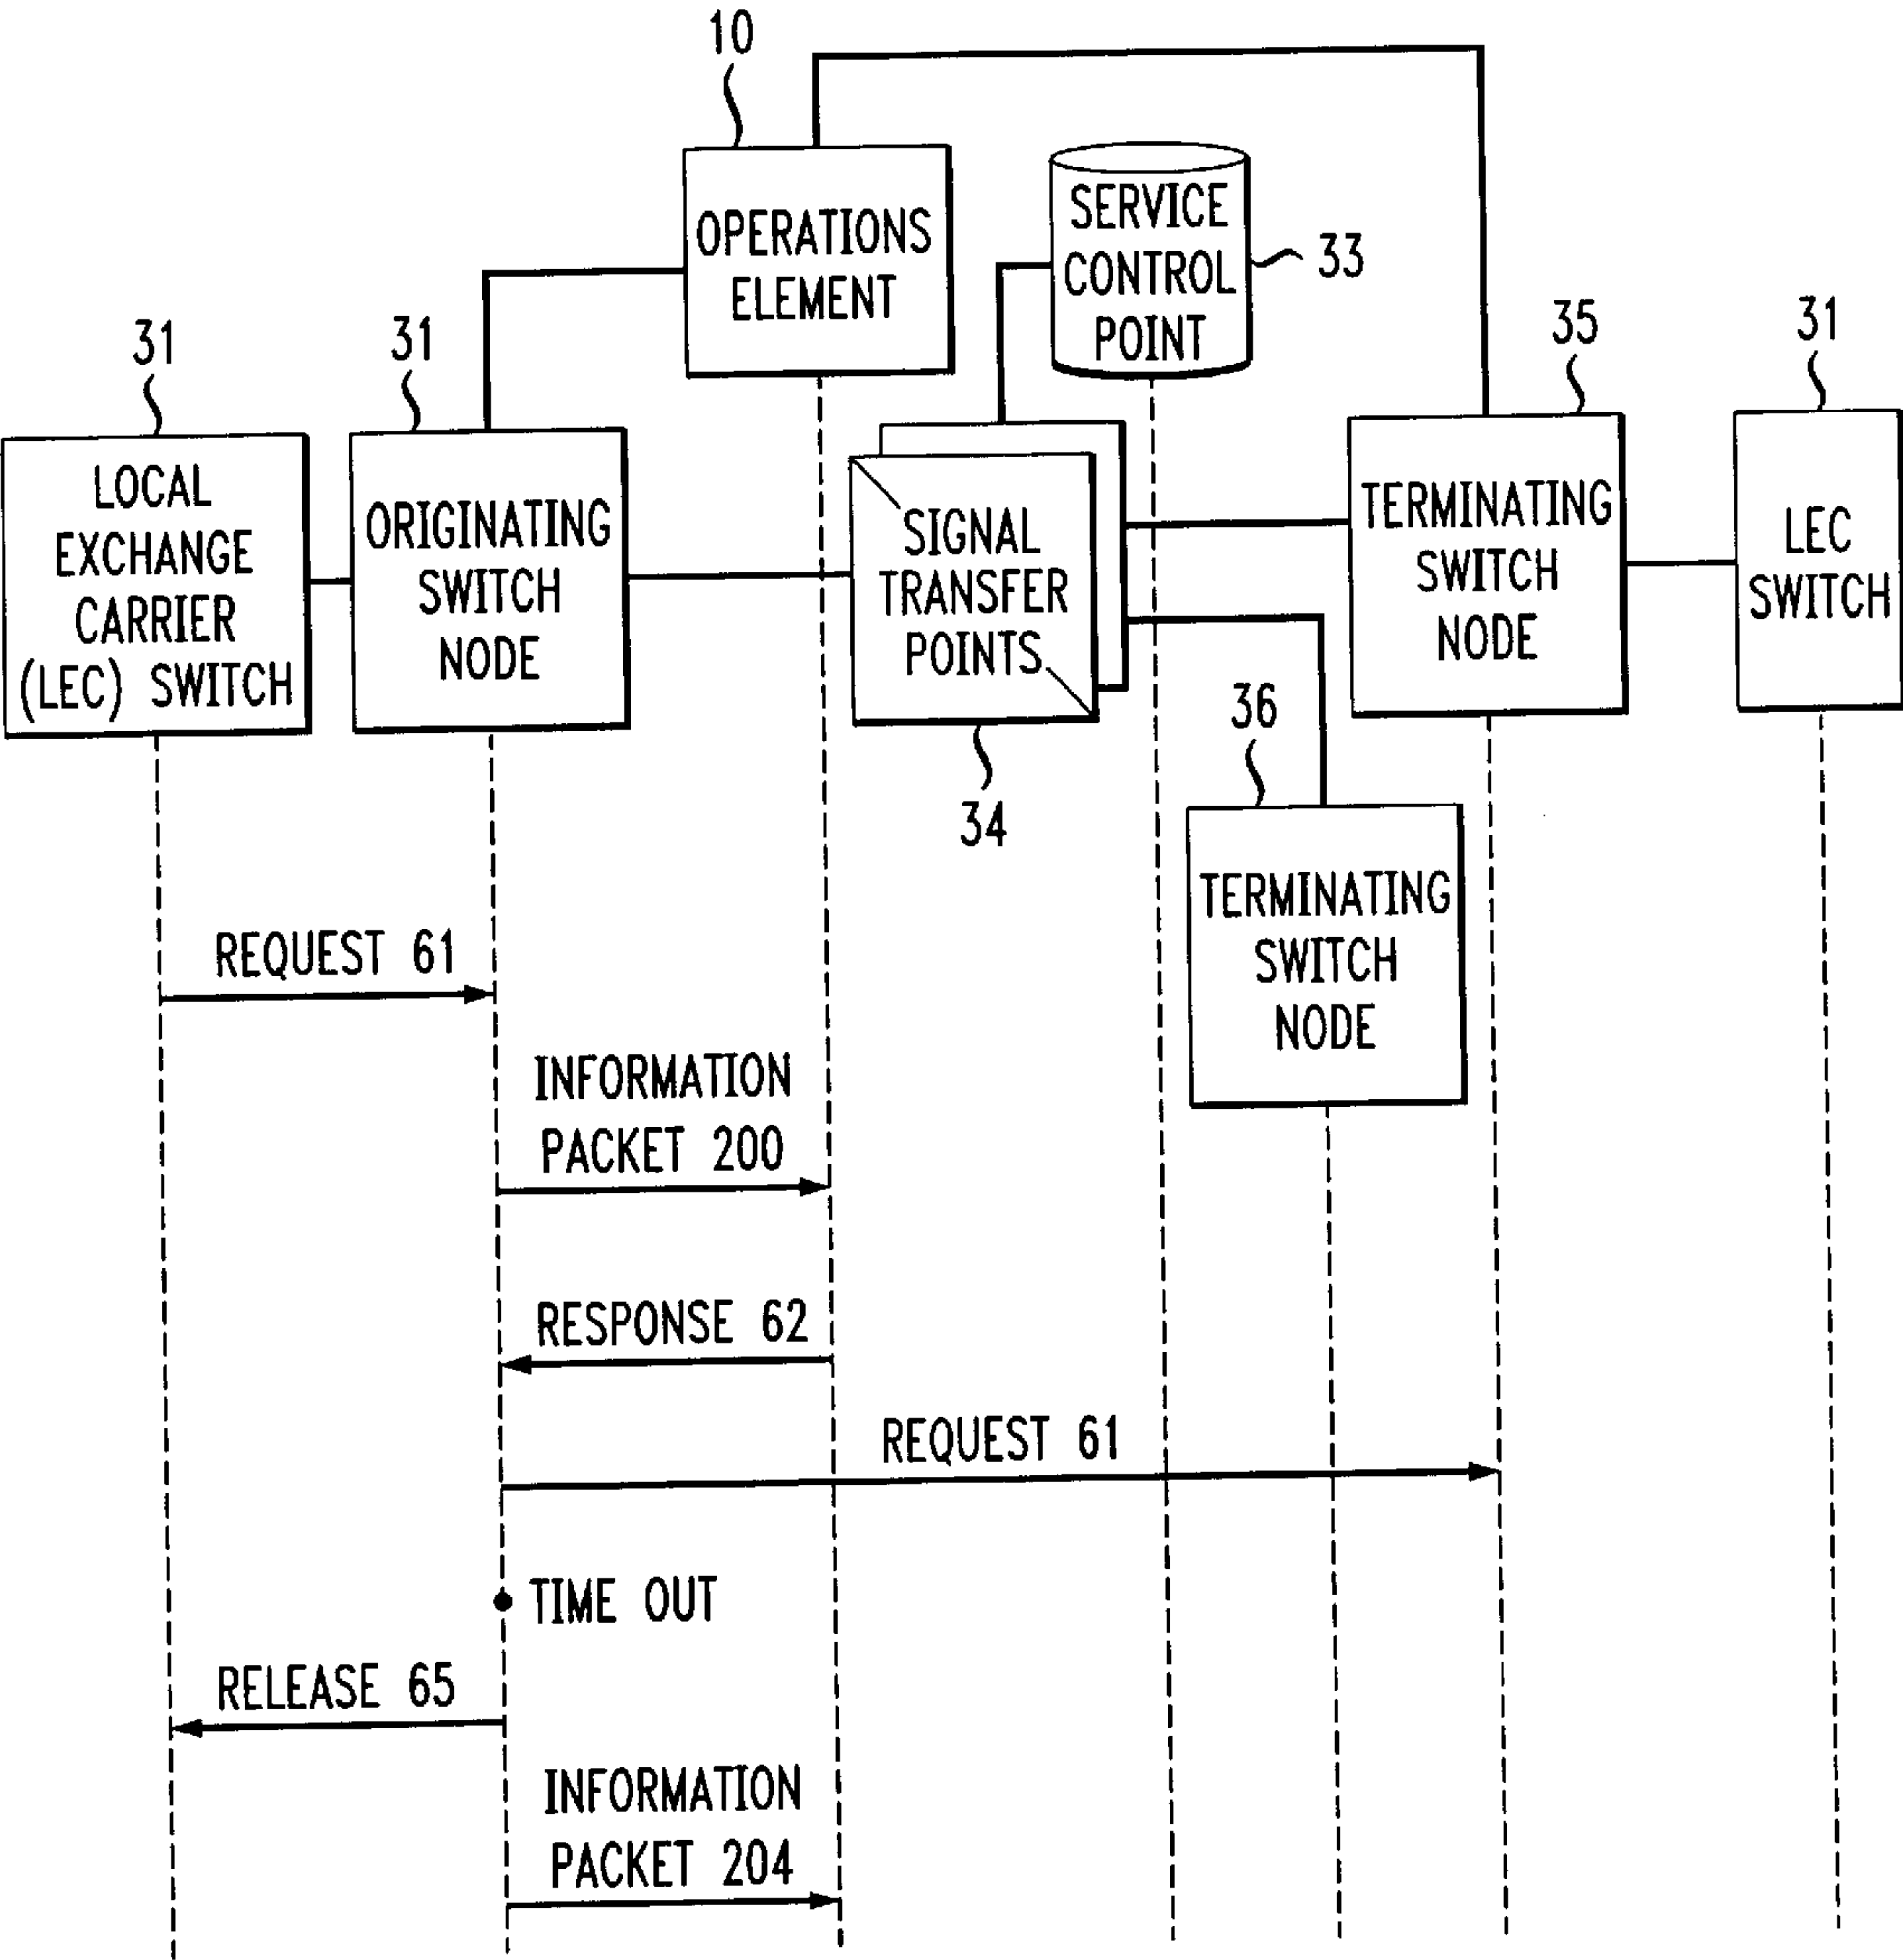 10
OPERATIONS
ELEMENT
SERVICE
CONTROL
POINT
33
31
31
35
31
LOCAL
EXCHANGE
CARRIER
(LEC) SWITCH
ORIGINATING
SWITCH
NODE
SIGNAL
TRANSFER
POINTS
34
TERMINATING
SWITCH
NODE
LEC
SWITCH
36
TERMINATING
SWITCH
NODE
REQUEST 61
INFORMATION
PACKET 200
RESPONSE 62
REQUEST 61
TIME OUT
RELEASE 65
INFORMATION
PACKET 204